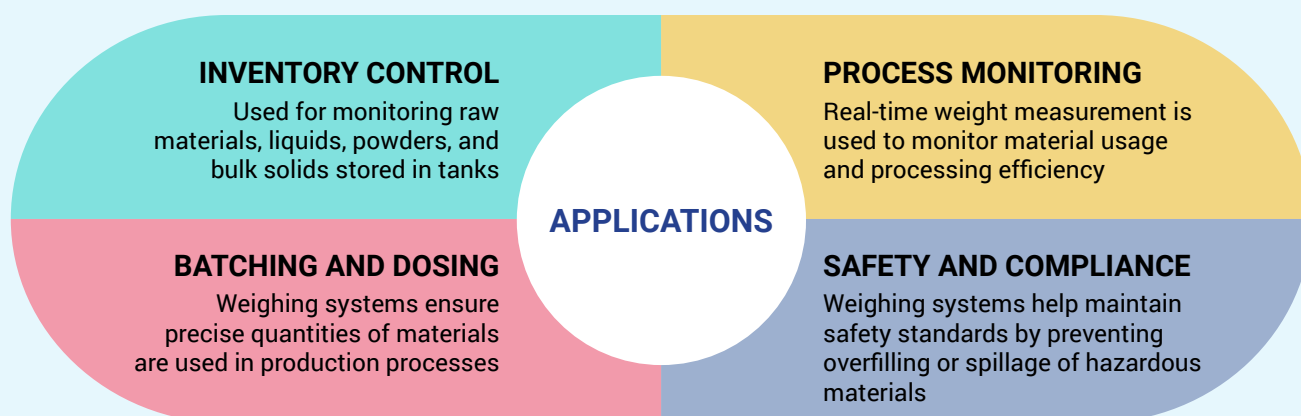 INVENTORY CONTROL
Used for monitoring raw
materials, liquids, powders, and
bulk solids stored in tanks
PROCESS MONITORING
Real-time weight measurement is
used to monitor material usage
and processing efficiency
APPLICATIONS
BATCHING AND DOSING
Weighing systems ensure
precise quantities of materials
are used in production processes
SAFETY AND COMPLIANCE
Weighing systems help maintain
safety standards by preventing
overfilling or spillage of hazardous
materials